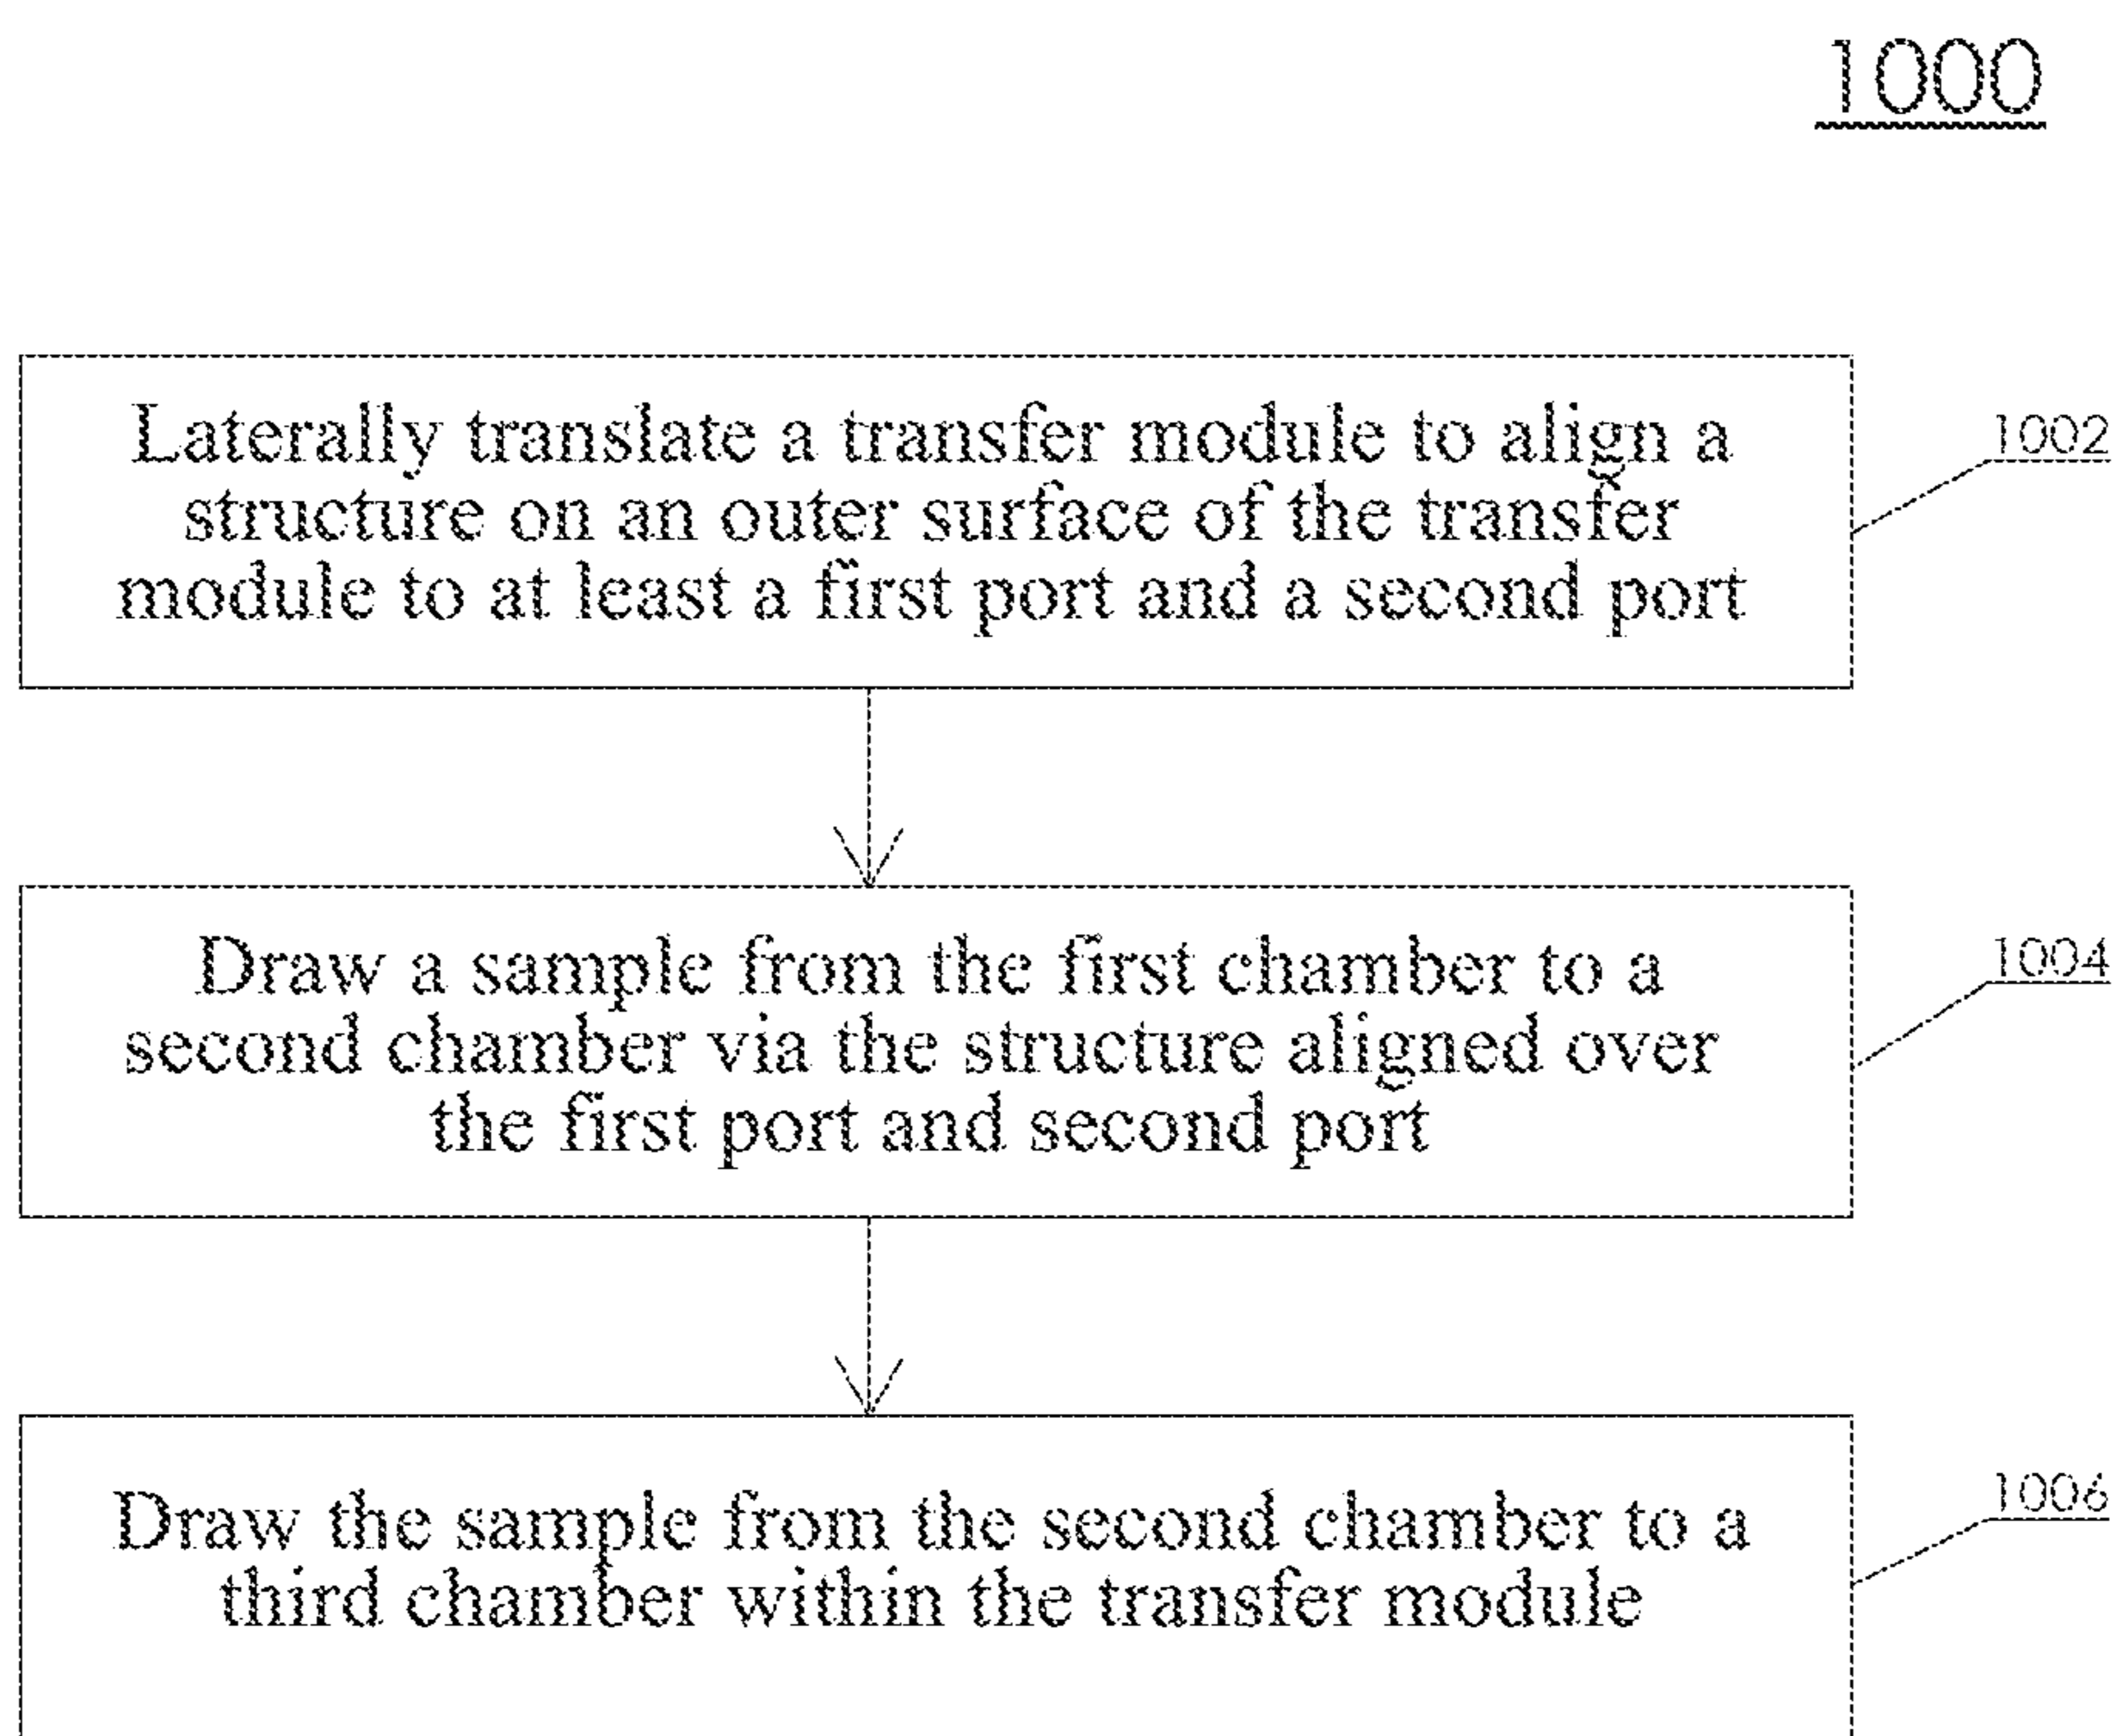 1000
Laterally translate a transfer module to align a
structure on an outer surface of the transfer
module to at least a first port and a second port
1002
Draw a sample from the first chamber to a
second chamber via the structure aligned over
the first port and second port
1004
Draw the sample from the second chamber to a
third chamber within the transfer module
1006